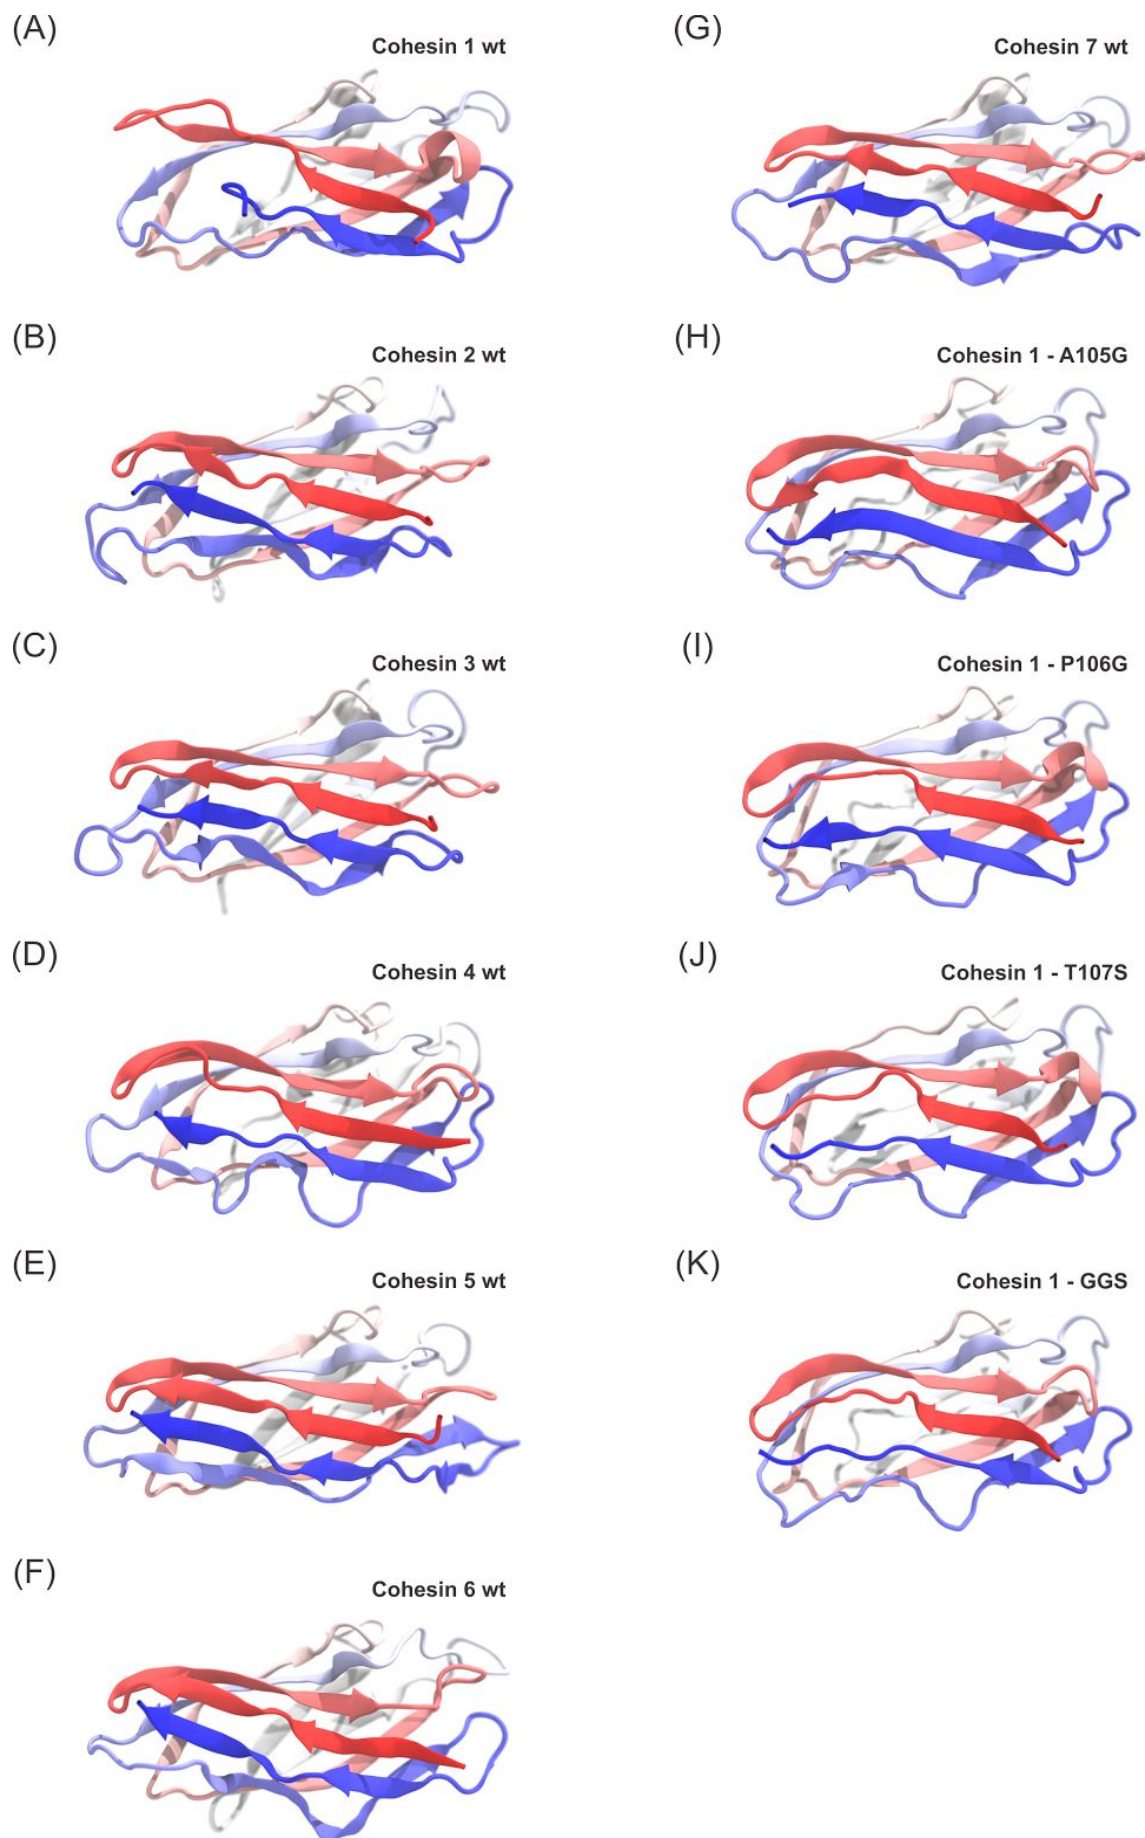 (A)
Cohesin 1 wt
(B)
Cohesin 2 wt
(C)
Cohesin 3 wt
(D)
Cohesin 4 wt
(E)
Cohesin 5 wt
(F)
Cohesin 6 wt
(G)
Cohesin 7 wt
(H)
Cohesin 1 - A105G
(I)
Cohesin 1 - P106G
(J)
Cohesin 1 - T107S
(K)
Cohesin 1 - GGS